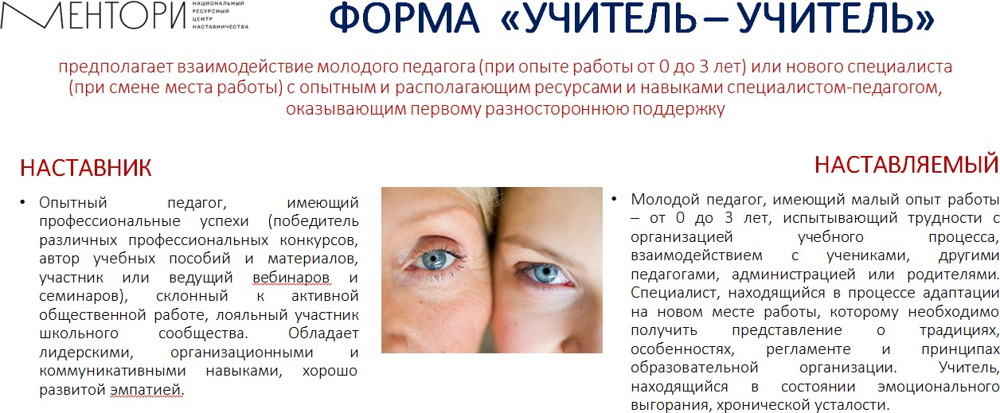 МЕНТОРИ
НАЦИОНАЛЬНЫЙ
РЕСУРСНЫЙ
ЦЕНТР
НАСТАВНИЧЕСТВА
ФОРМА «УЧИТЕЛЬ – УЧИТЕЛЬ»
предполагает взаимодействие молодого педагога (при опыте работы от 0 до 3 лет) или нового специалиста
(при смене места работы) с опытным и располагающим ресурсами и навыками специалистом-педагогом,
оказывающим первому разностороннюю поддержку
НАСТАВНИК
• Опытный педагог, имеющий
профессиональные успехи (победитель
различных профессиональных конкурсов,
автор учебных пособий и материалов,
участник или ведущий вебинаров и
семинаров), склонный к активной
общественной работе, лояльный участник
школьного сообщества. Обладает
лидерскими, организационными и
коммуникативными навыками, хорошо
развитой эмпатией.
НАСТАВЛЯЕМЫЙ
• Молодой педагог, имеющий малый опыт работы
– от 0 до 3 лет, испытывающий трудности с
организацией учебного процесса,
взаимодействием с учениками, другими
педагогами, администрацией или родителями.
Специалист, находящийся в процессе адаптации
на новом месте работы, которому необходимо
получить представление о традициях,
особенностях, регламенте и принципах
образовательной организации. Учитель,
находящийся в состоянии эмоционального
выгорания, хронической усталости.